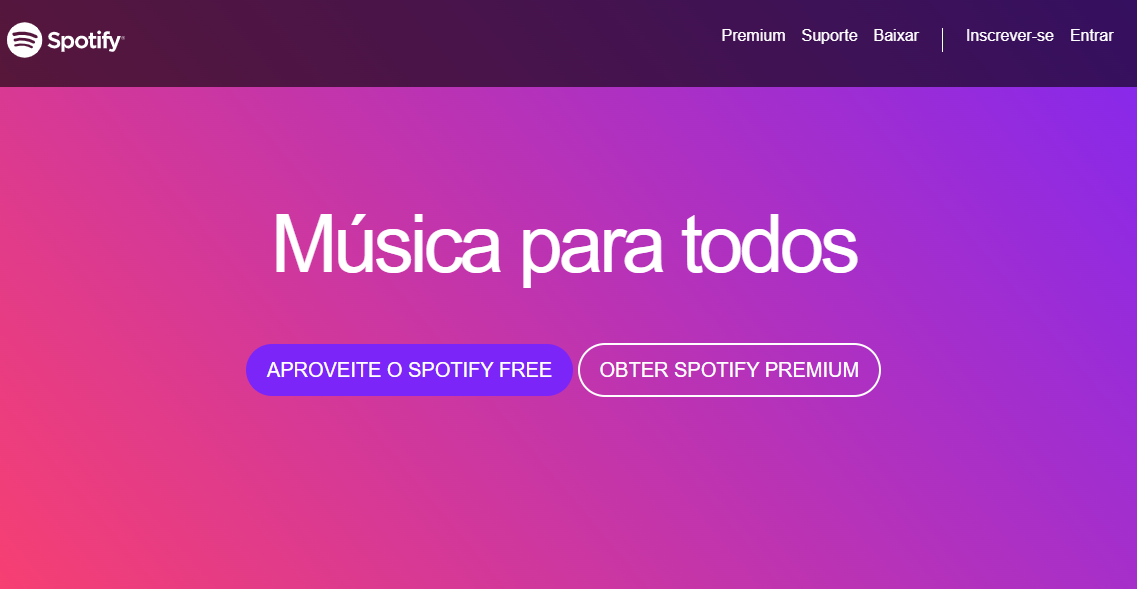 Spotify®
Premium Suporte Baixar | Inscrever-se Entrar
Música para todos
APROVEITE O SPOTIFY FREE OBTER SPOTIFY PREMIUM